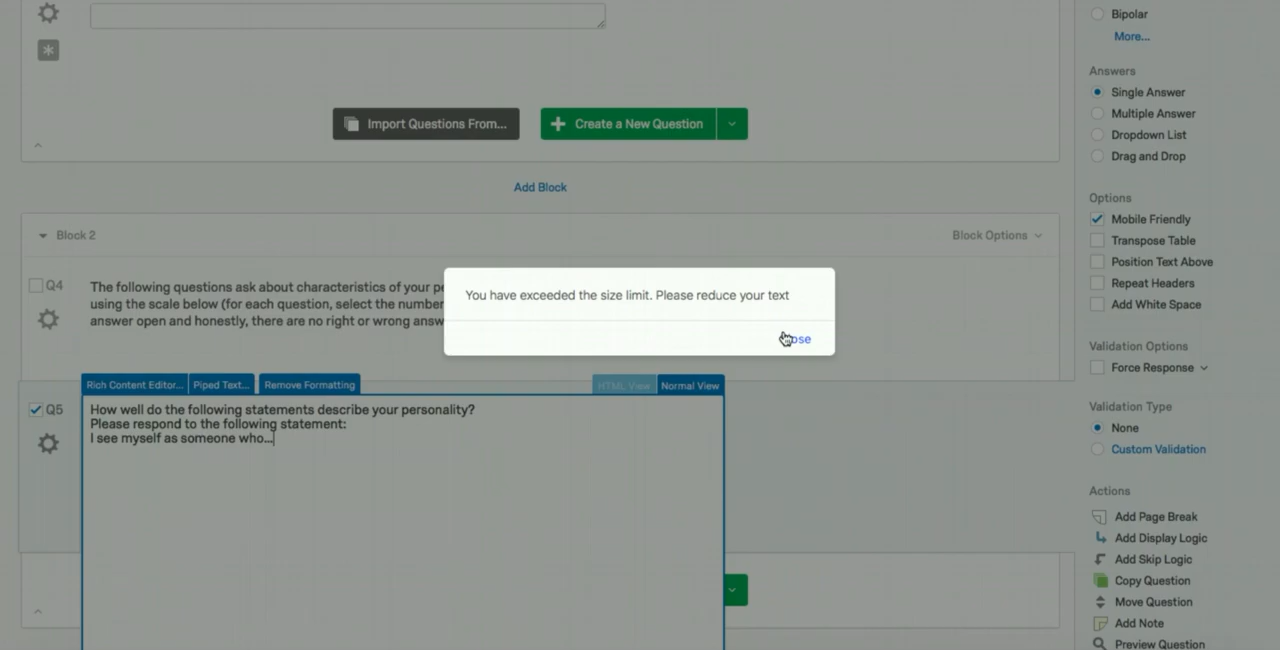 Bipolar
More...
Answers
Single Answer
Import Questions From...
Create a New Question
Multiple Answer
Dropdown List
Drag and Drop
Add Block
Options
Mobile Friendly
Block 2
Block Options
Transpose Table
Position Text Above
Q4
The following questions ask about characteristics of your
using the scale below (for each question, select the number
answer open and honestly, there are no right or wrong
You have exceeded the size limit. Please reduce your text
Repeat Headers
Add White Space
Validation Options
Force Response
Rich Content Editor...
Piped Text...
Remove Formatting
HTML View
Normal View
Validation Type
Q5
How well do the following statements describe your personality?
Please respond to the following statement:
I see myself as someone who...
None
Custom Validation
Actions
Add Page Break
Add Display Logic
Add Skip Logic
Copy Question
Move Question
Add Note
Preview Question